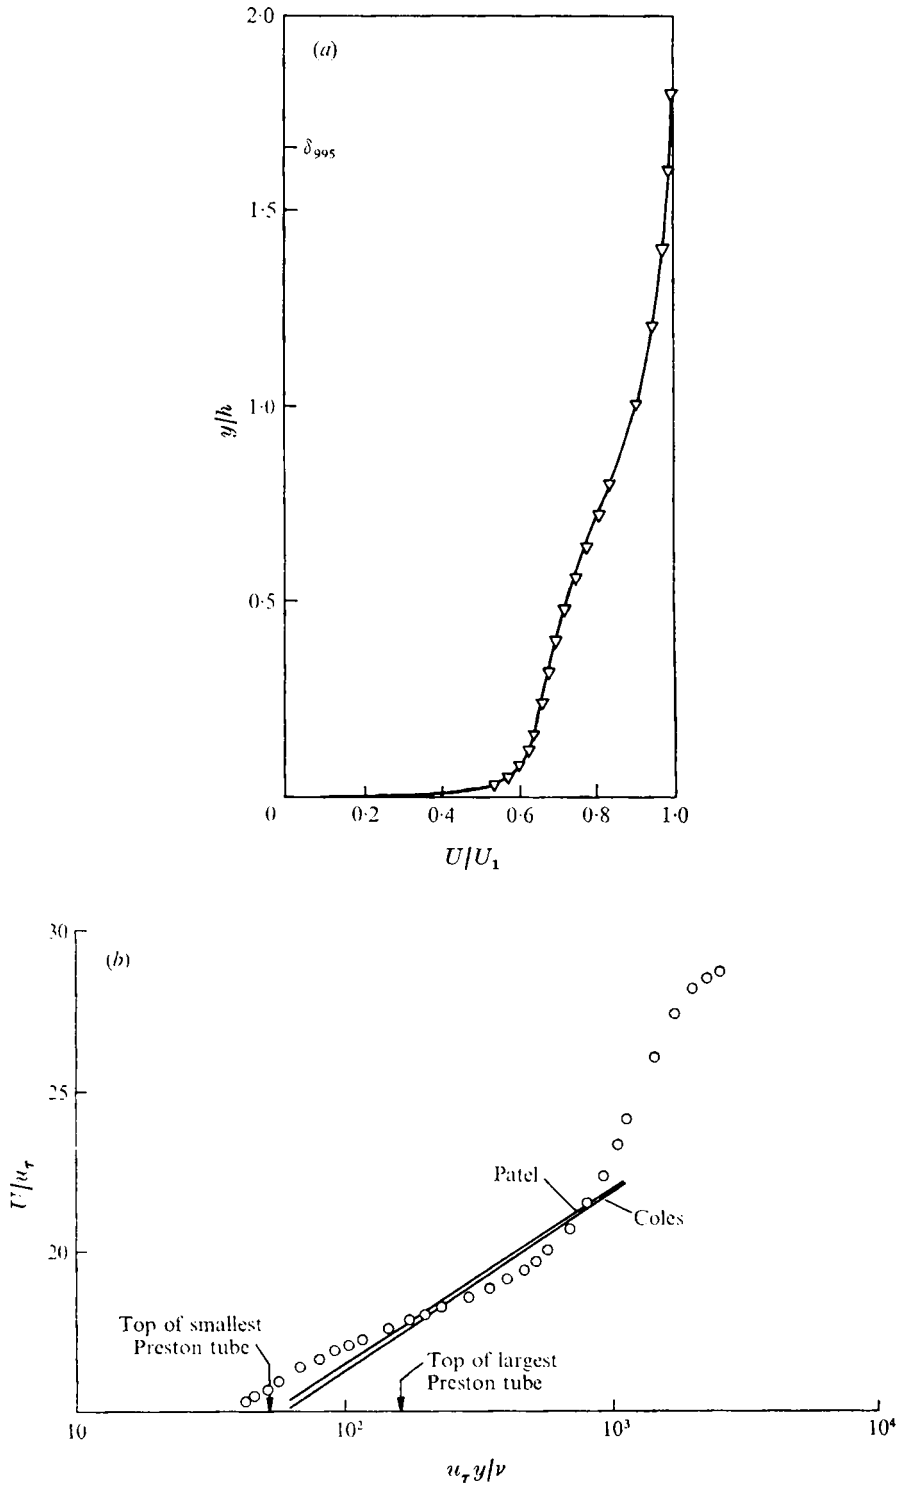 2·0
(a)
δ995
1·5
1·0
y/h
0·5
0 0·2 0·4 0·6 0·8 1·0
U/U1
30
(b)
25
U/uτ
Patel
Coles
20
Top of smallest
Preston tube
Top of largest
Preston tube
10 10² 10³ 10⁴
uτy/ν